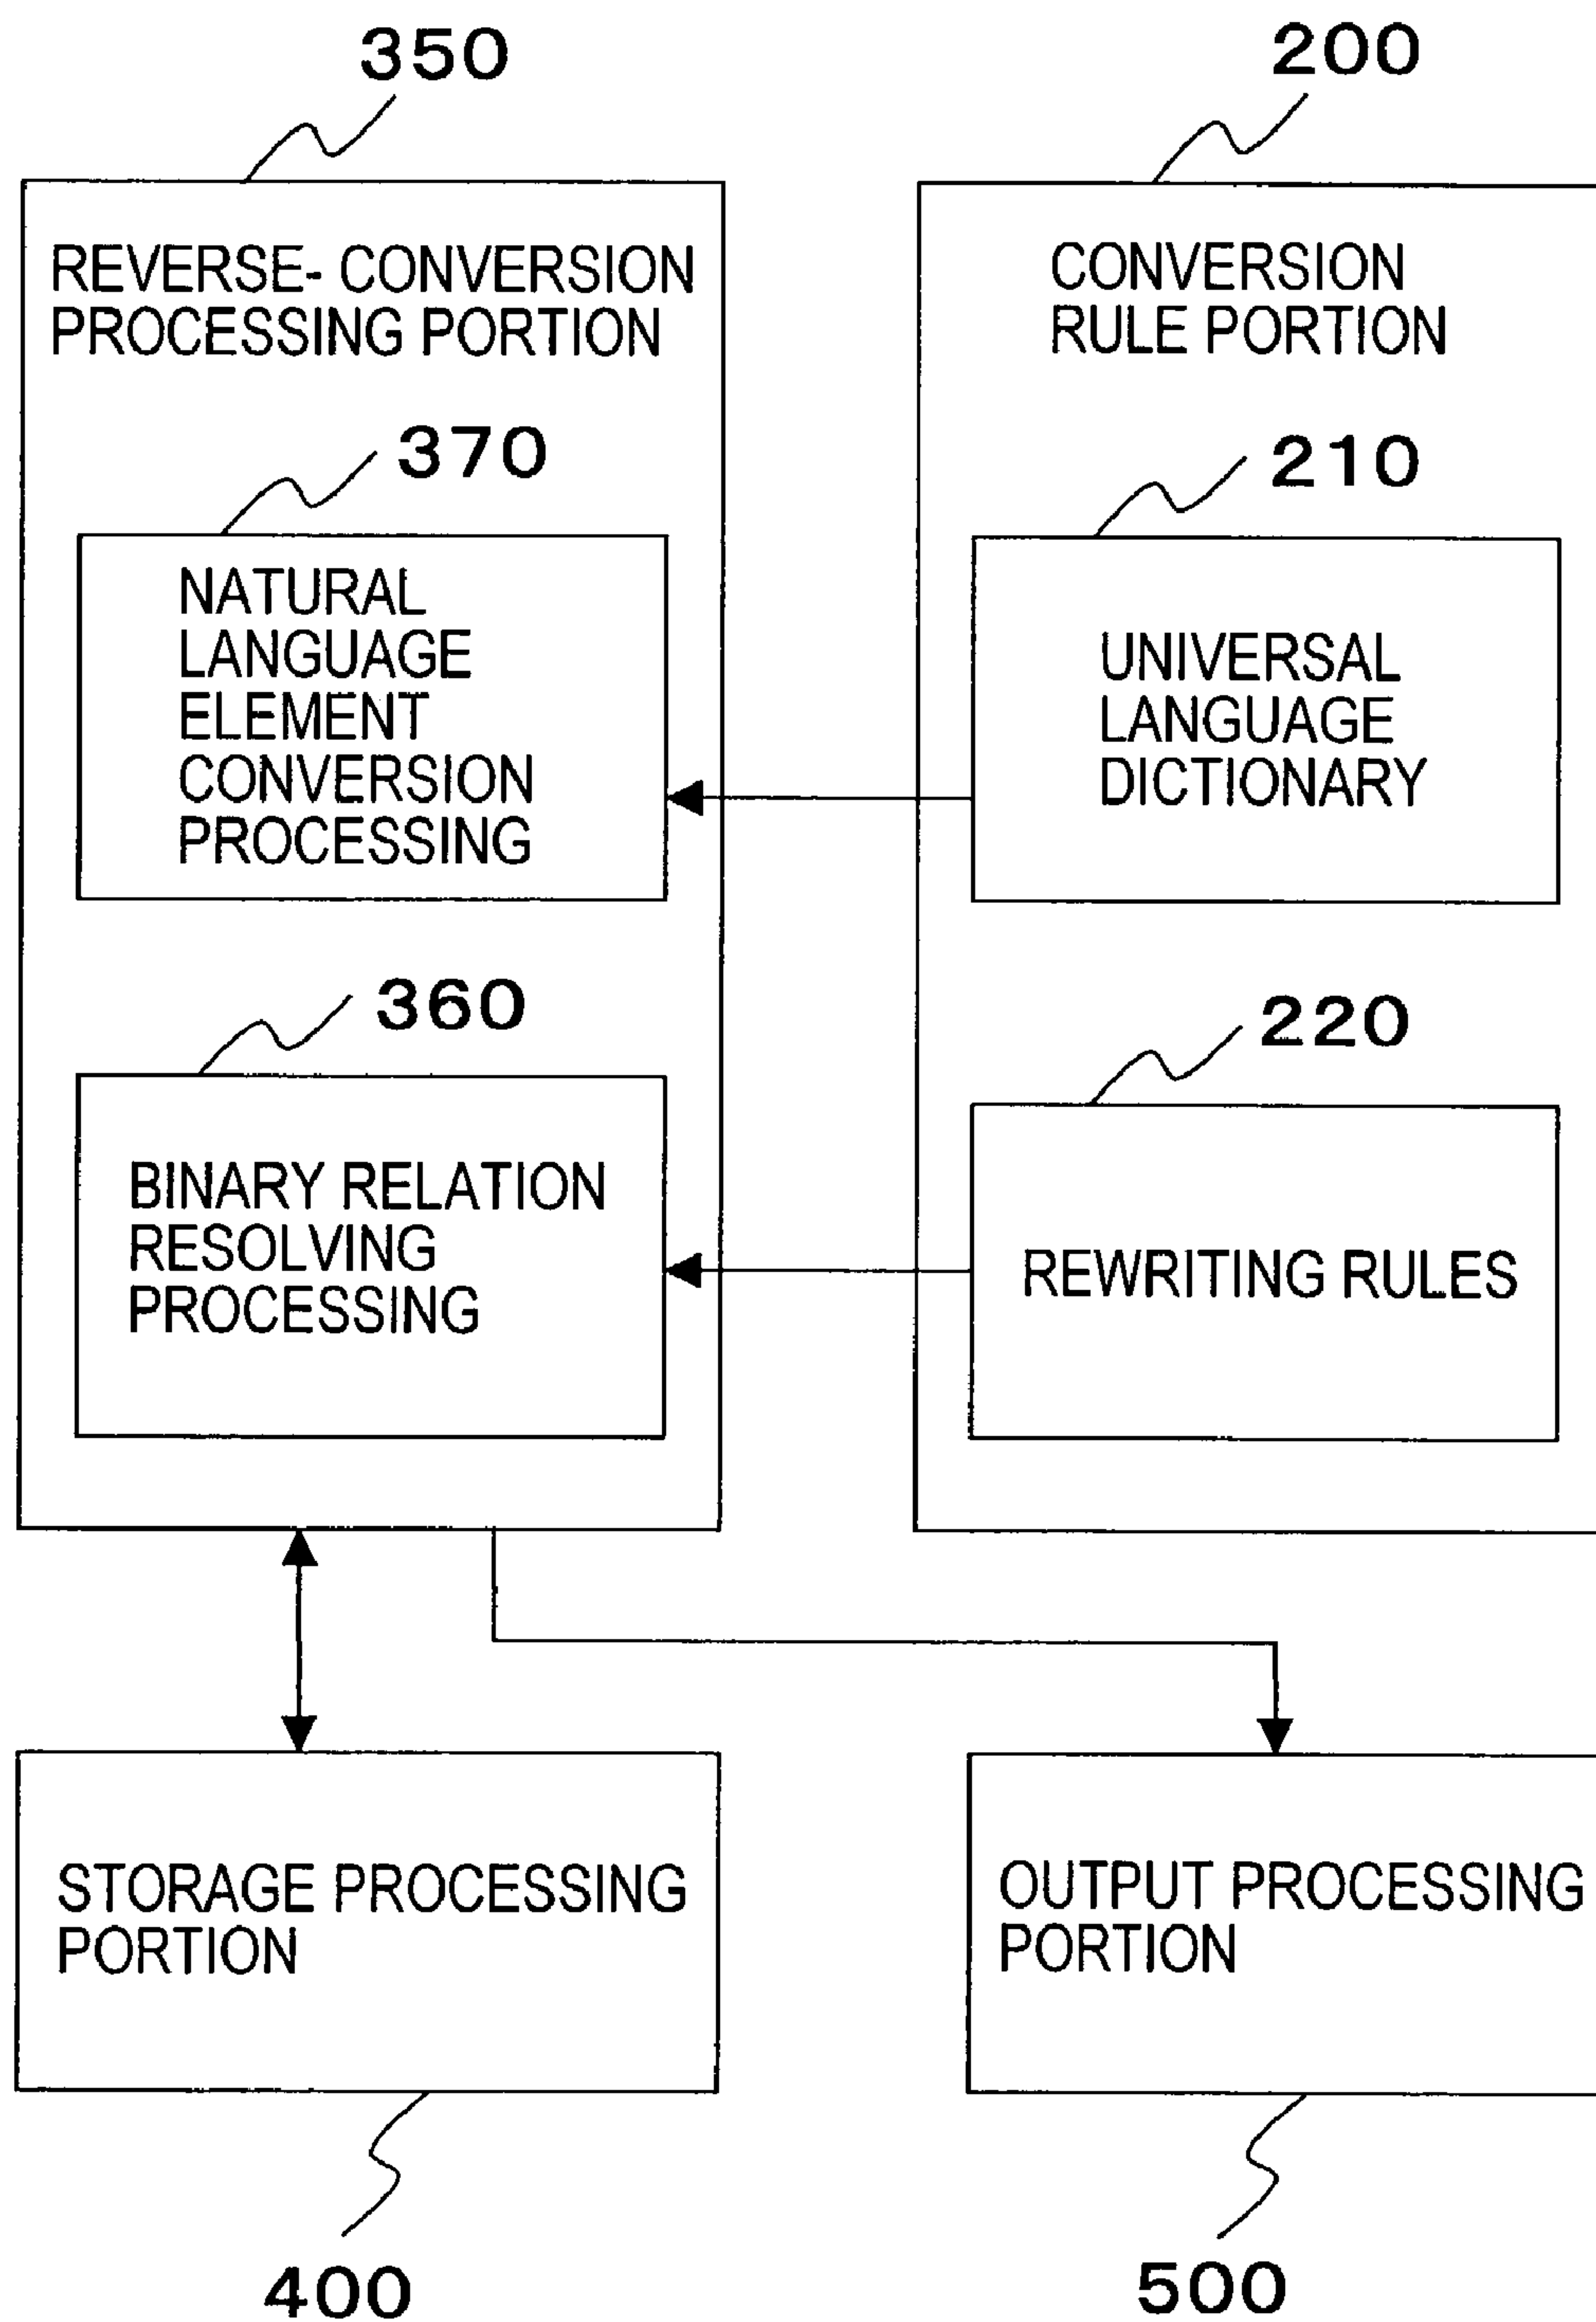 350
200
REVERSE- CONVERSION
PROCESSING PORTION
CONVERSION
RULE PORTION
370
210
NATURAL
LANGUAGE
ELEMENT
CONVERSION
PROCESSING
UNIVERSAL
LANGUAGE
DICTIONARY
360
220
BINARY RELATION
RESOLVING
PROCESSING
REWRITING RULES
STORAGE PROCESSING
PORTION
OUTPUT PROCESSING
PORTION
400
500